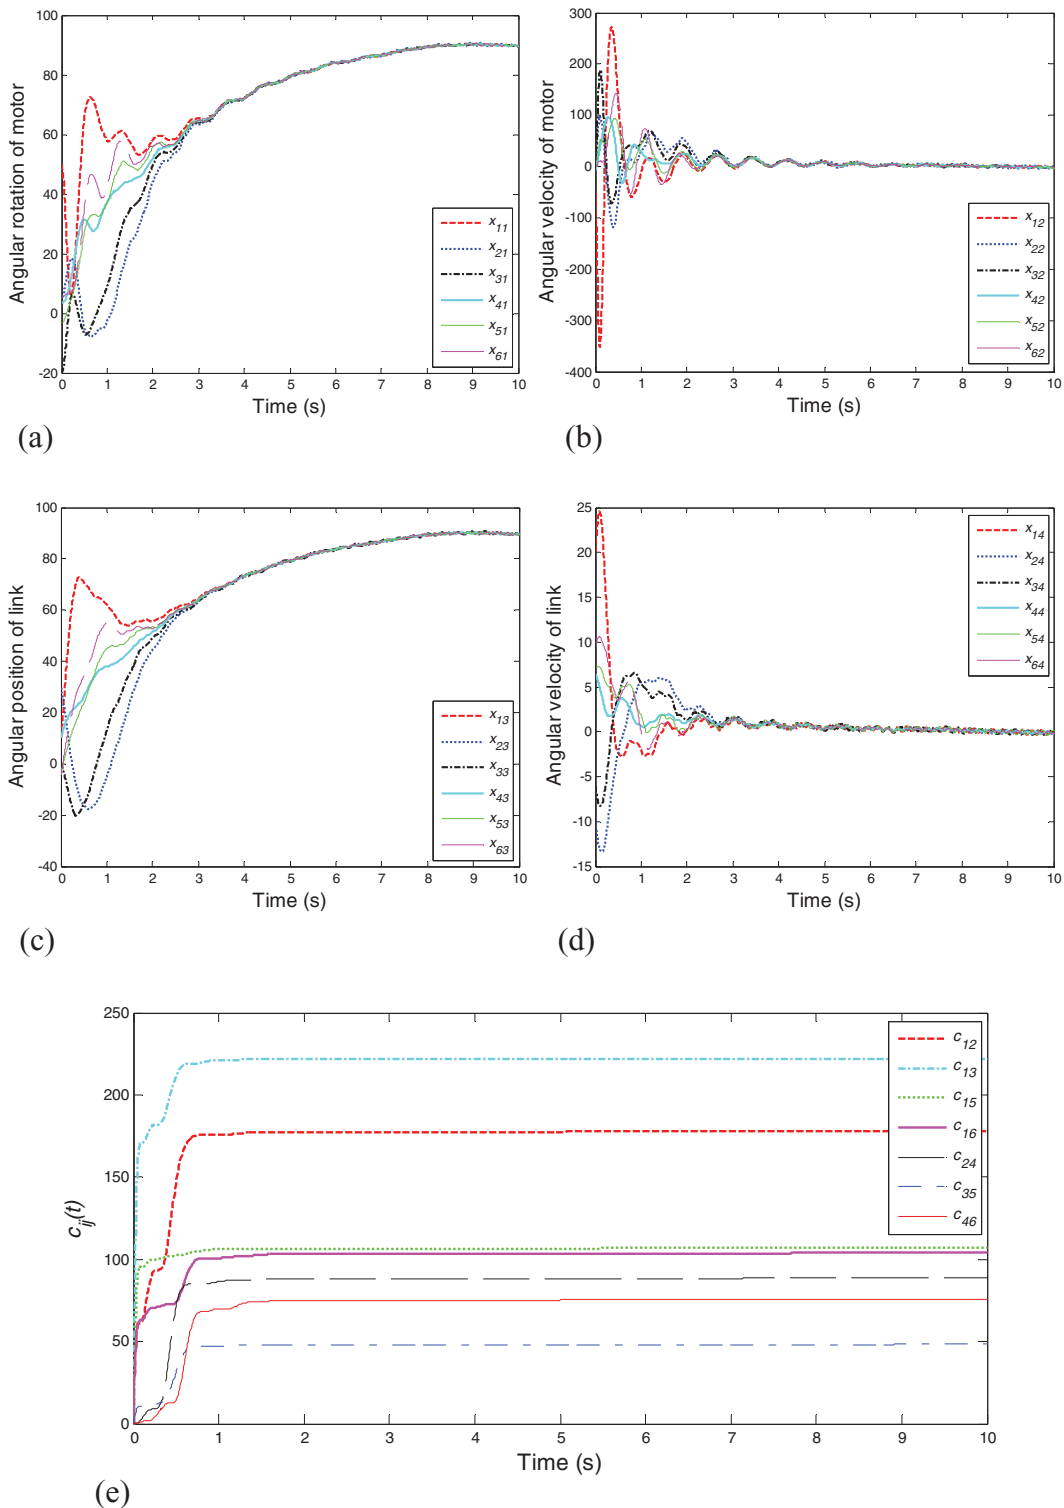 100
80
60
40
20
0
-20
Angular rotation of motor
x11
x21
x31
x41
x51
x61
0 1 2 3 4 5 6 7 8 9 10
Time (s)
(a)
300
200
100
0
-100
-200
-300
-400
Angular velocity of motor
x12
x22
x32
x42
x52
x62
0 1 2 3 4 5 6 7 8 9 10
Time (s)
(b)
100
80
60
40
20
0
-20
-40
Angular position of link
x13
x23
x33
x43
x53
x63
0 1 2 3 4 5 6 7 8 9 10
Time (s)
(c)
25
20
15
10
5
0
-5
-10
-15
Angular velocity of link
x14
x24
x34
x44
x54
x64
0 1 2 3 4 5 6 7 8 9 10
Time (s)
(d)
250
200
150
100
50
0
cij(t)
c12
c13
c15
c16
c24
c35
c46
0 1 2 3 4 5 6 7 8 9 10
Time (s)
(e)